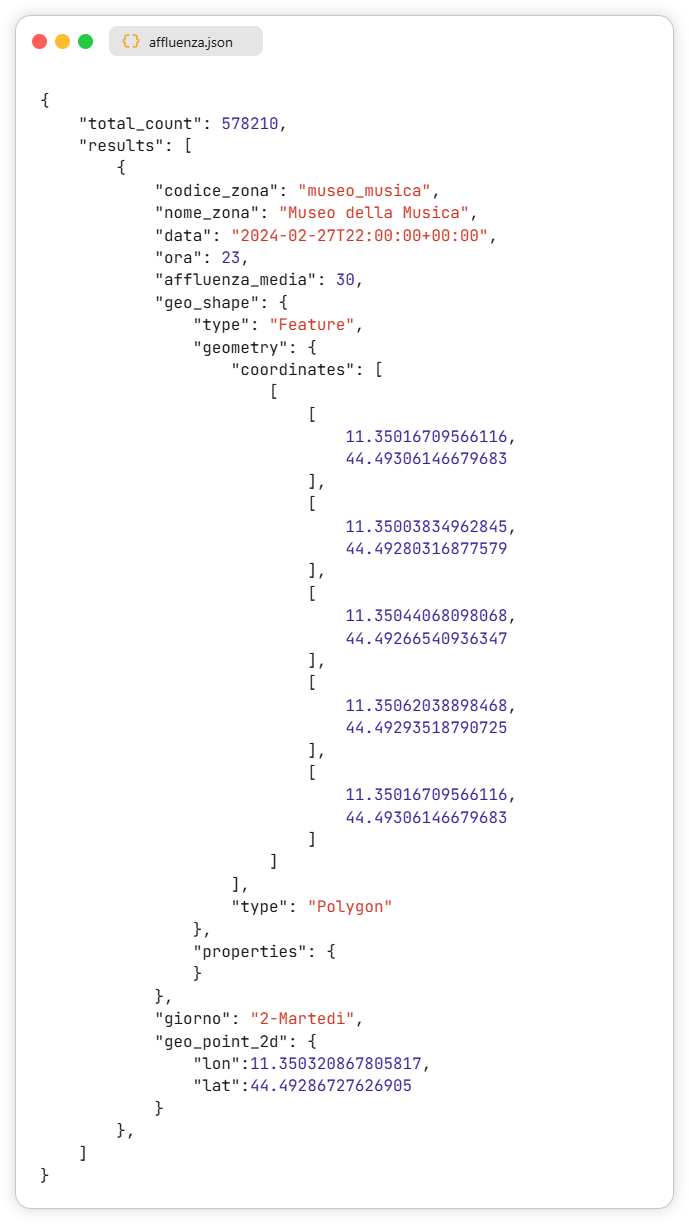 {} affluenza.json
{
    "total_count": 578210,
    "results": [
        {
            "codice_zona": "museo_musica",
            "nome_zona": "Museo della Musica",
            "data": "2024-02-27T22:00:00+00:00",
            "ora": 23,
            "affluenza_media": 30,
            "geo_shape": {
                "type": "Feature",
                "geometry": {
                    "coordinates": [
                        [
                            [
                                11.35016709566116,
                                44.49306146679683
                            ],
                            [
                                11.35003834962845,
                                44.49280316877579
                            ],
                            [
                                11.35044068098068,
                                44.49266540936347
                            ],
                            [
                                11.35062038898468,
                                44.49293518790725
                            ],
                            [
                                11.35016709566116,
                                44.49306146679683
                            ]
                        ]
                    ],
                    "type": "Polygon"
                },
                "properties": {
                }
            },
            "giorno": "2-Martedì",
            "geo_point_2d": {
                "lon":11.350320867805817,
                "lat":44.49286727626905
            }
        },
    ]
}